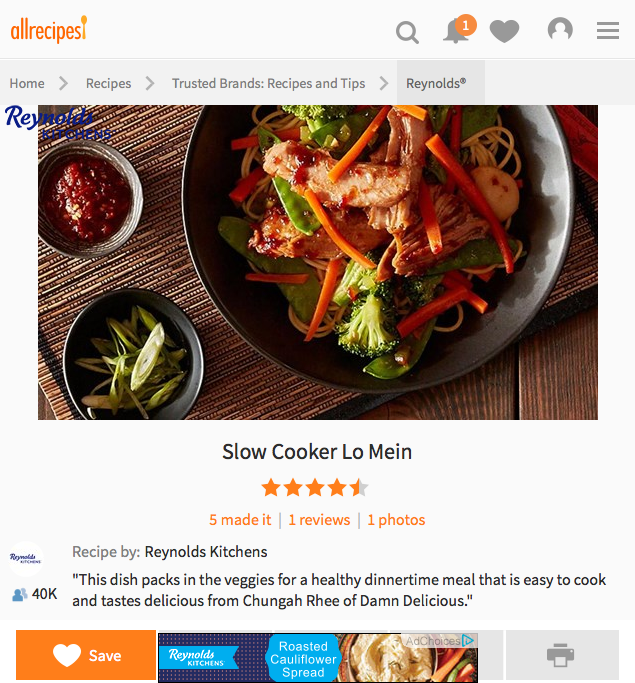 allrecipes
1
Home
Recipes
Trusted Brands: Recipes and Tips
Reynolds®
Reynolds
KITCHENS
Slow Cooker Lo Mein
5 made it | 1 reviews | 1 photos
Recipe by: Reynolds Kitchens
Reynolds
KITCHENS
40K
"This dish packs in the veggies for a healthy dinnertime meal that is easy to cook
and tastes delicious from Chungah Rhee of Damn Delicious."
Save
Reynolds
KITCHENS
Roasted
Cauliflower
Spread
AdChoices